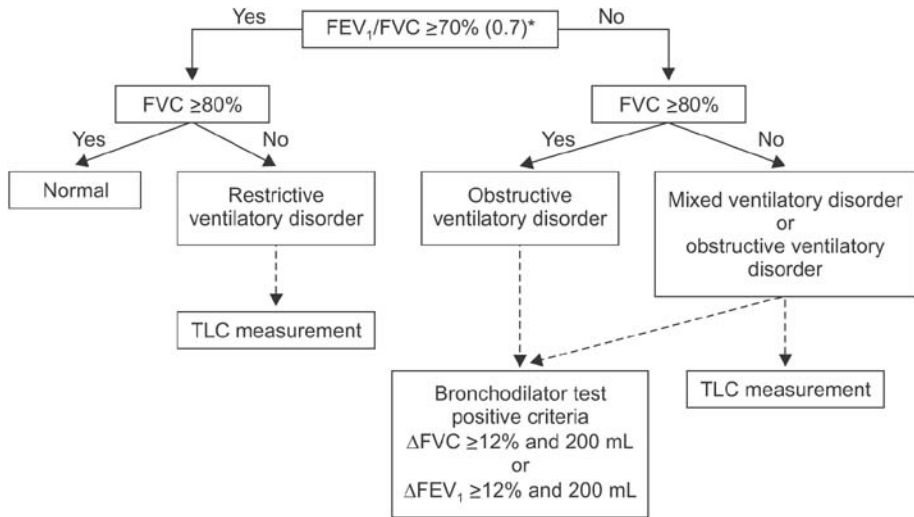 FEV₁/FVC ≥70% (0.7)*
Yes
No
FVC ≥80%
FVC ≥80%
Yes
No
Yes
No
Normal
Restrictive
ventilatory disorder
Obstructive
ventilatory disorder
Mixed ventilatory disorder
or
obstructive ventilatory
disorder
TLC measurement
Bronchodilator test
positive criteria
ΔFVC ≥12% and 200 mL
or
ΔFEV₁ ≥12% and 200 mL
TLC measurement